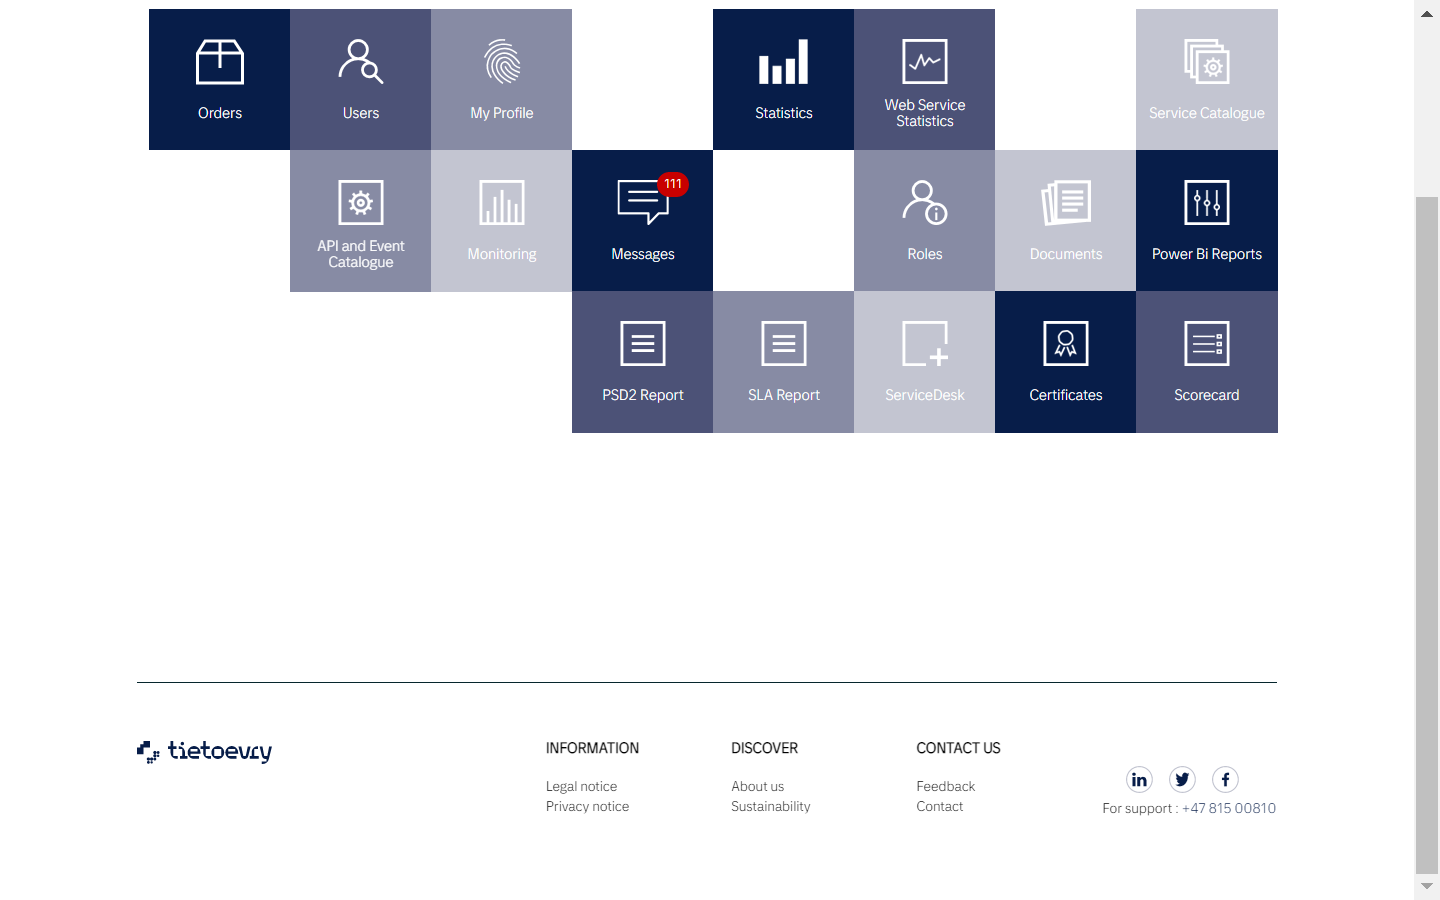 Orders
Users
My Profile
Statistics
Web Service
Statistics
Service Catalogue
API and Event
Catalogue
Monitoring
111
Messages
Roles
Documents
Power Bi Reports
PSD2 Report
SLA Report
ServiceDesk
Certificates
Scorecard
tietoevry
INFORMATION
Legal notice
Privacy notice
DISCOVER
About us
Sustainability
CONTACT US
Feedback
Contact
in
f
For support : +47 815 00810